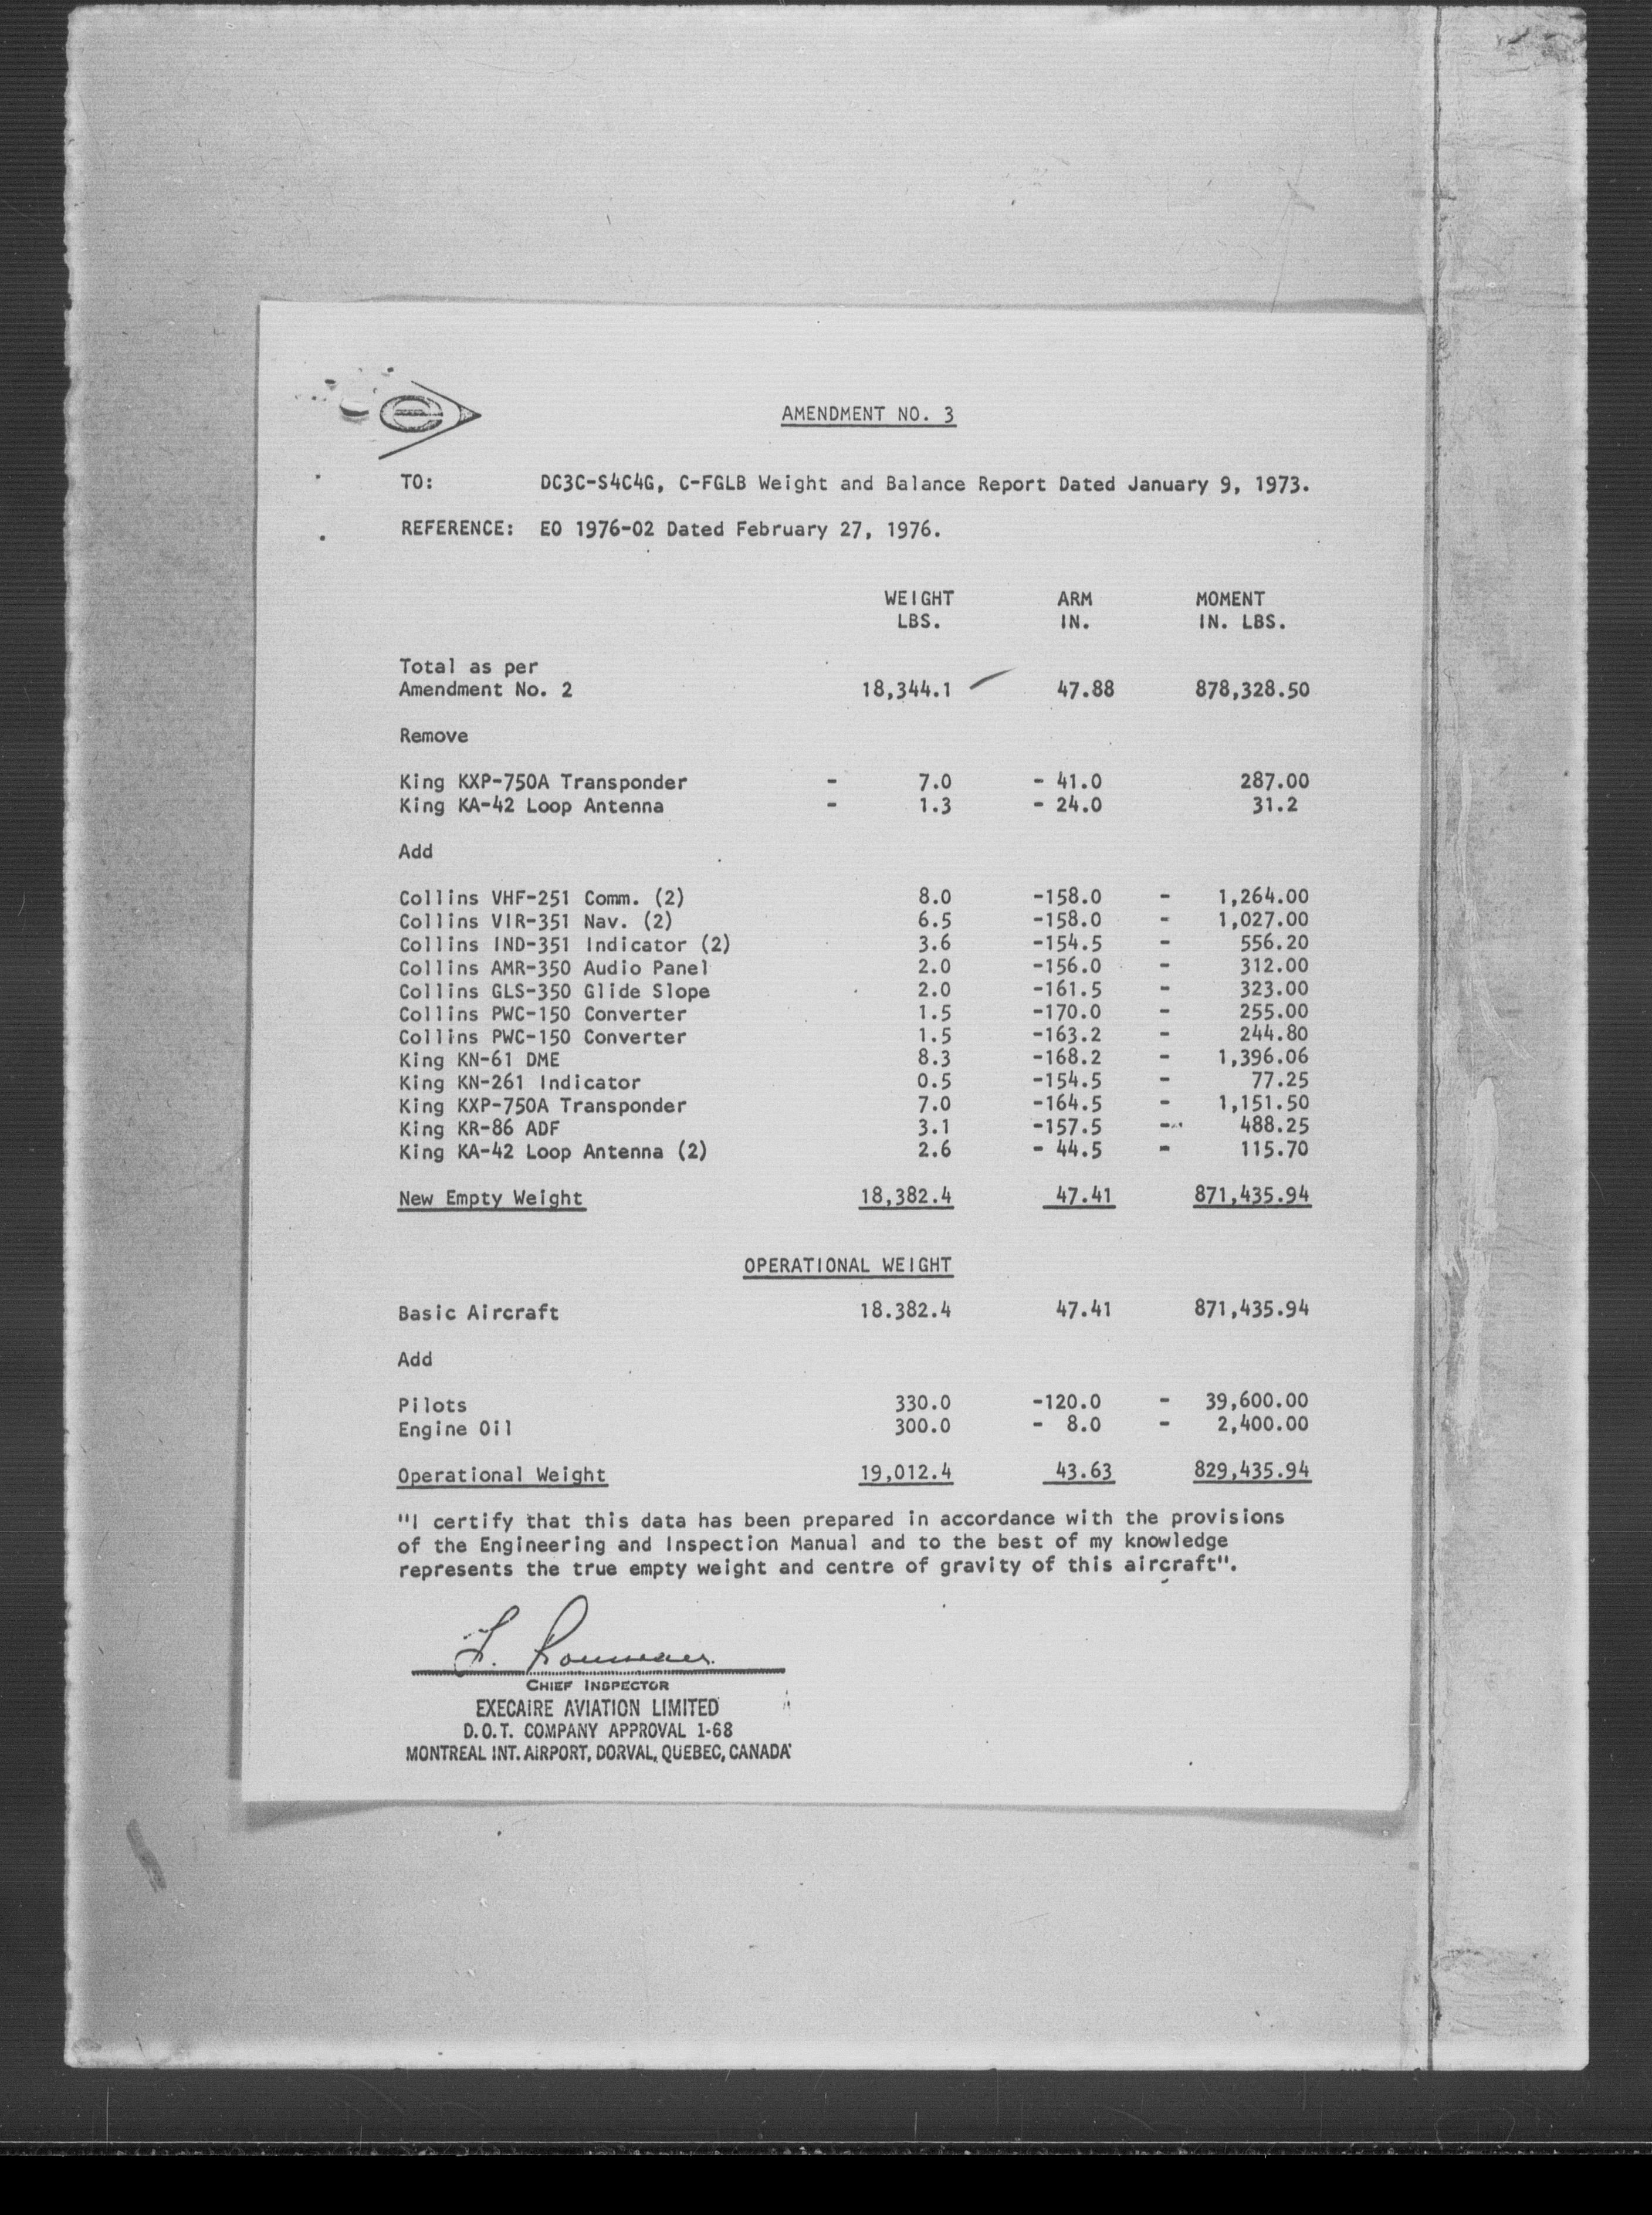 AMENDMENT NO. 3
TO: DC3C-S4C4G, C-FGLB Weight and Balance Report Dated January 9, 1973.
REFERENCE: EO 1976-02 Dated February 27, 1976.
WEIGHT ARM MOMENT
LBS. IN. IN. LBS.
Total as per
Amendment No. 2 18,344.1 47.88 878,328.50
Remove
King KXP-750A Transponder - 7.0 - 41.0 287.00
King KA-42 Loop Antenna - 1.3 - 24.0 31.2
Add
Collins VHF-251 Comm. (2) 8.0 -158.0 - 1,264.00
Collins VIR-351 Nav. (2) 6.5 -158.0 - 1,027.00
Collins IND-351 Indicator (2) 3.6 -154.5 - 556.20
Collins AMR-350 Audio Panel 2.0 -156.0 - 312.00
Collins GLS-350 Glide Slope 2.0 -161.5 - 323.00
Collins PWC-150 Converter 1.5 -170.0 - 255.00
Collins PWC-150 Converter 1.5 -163.2 - 244.80
King KN-61 DME 8.3 -168.2 - 1,396.06
King KN-261 Indicator 0.5 -154.5 - 77.25
King KXP-750A Transponder 7.0 -164.5 - 1,151.50
King KR-86 ADF 3.1 -157.5 - 488.25
King KA-42 Loop Antenna (2) 2.6 - 44.5 - 115.70
New Empty Weight 18,382.4 47.41 871,435.94
OPERATIONAL WEIGHT
Basic Aircraft 18.382.4 47.41 871,435.94
Add
Pilots 330.0 -120.0 - 39,600.00
Engine Oil 300.0 - 8.0 - 2,400.00
Operational Weight 19,012.4 43.63 829,435.94
"I certify that this data has been prepared in accordance with the provisions
of the Engineering and Inspection Manual and to the best of my knowledge
represents the true empty weight and centre of gravity of this aircraft".
CHIEF INSPECTOR
EXECAIRE AVIATION LIMITED
D.O.T. COMPANY APPROVAL 1-68
MONTREAL INT. AIRPORT, DORVAL, QUEBEC, CANADA